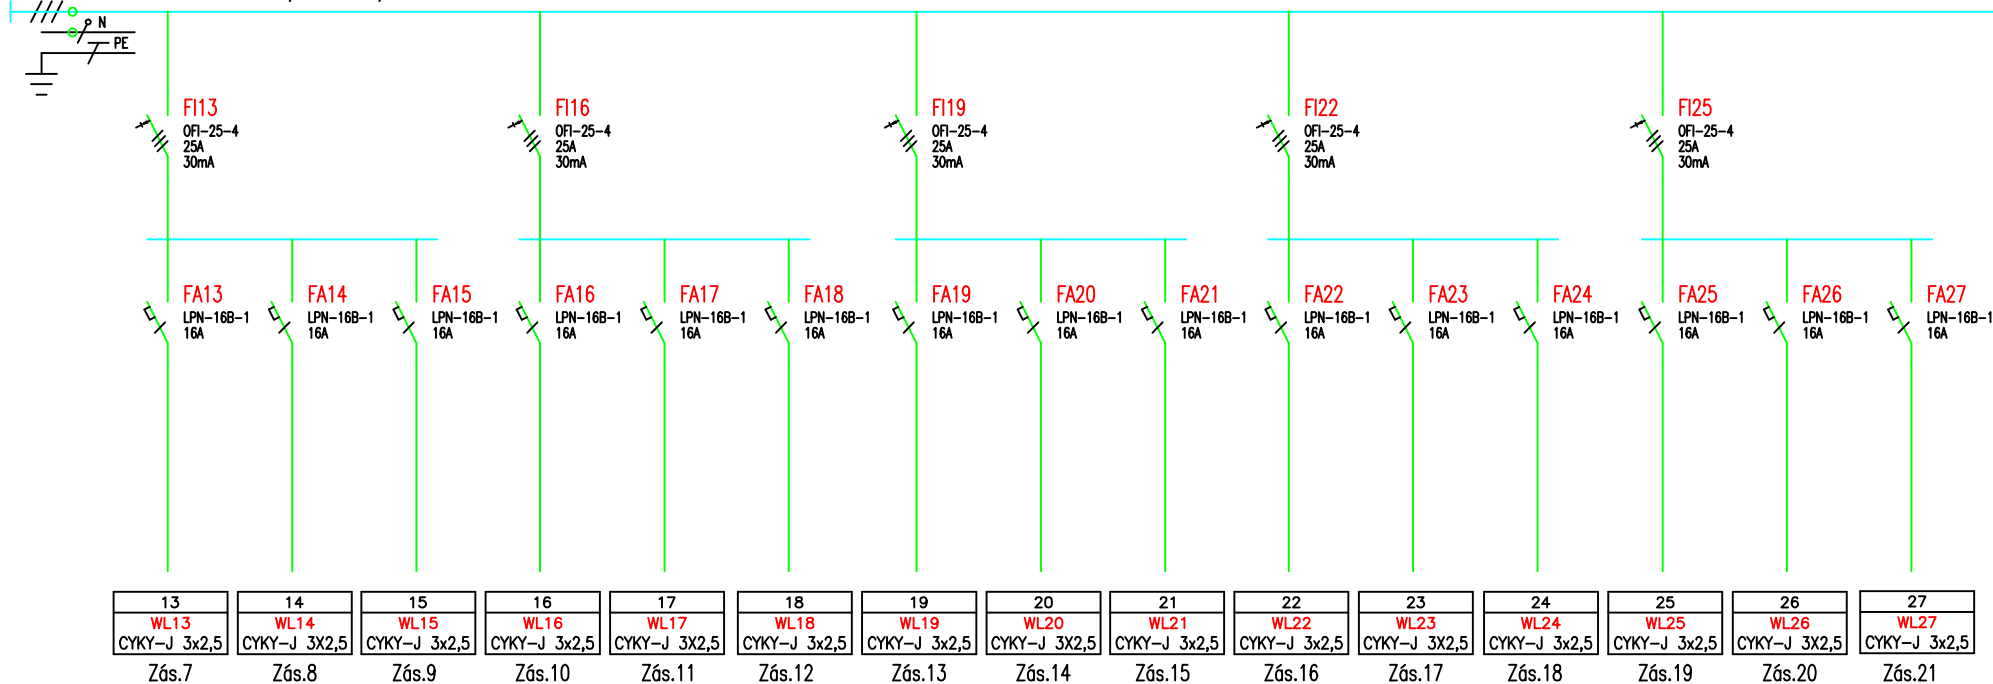 N
PE
FI13
OFI-25-4
25A
30mA
FI16
OFI-25-4
25A
30mA
FI19
OFI-25-4
25A
30mA
FI22
OFI-25-4
25A
30mA
FI25
OFI-25-4
25A
30mA
FA13
LPN-16B-1
16A
FA14
LPN-16B-1
16A
FA15
LPN-16B-1
16A
FA16
LPN-16B-1
16A
FA17
LPN-16B-1
16A
FA18
LPN-16B-1
16A
FA19
LPN-16B-1
16A
FA20
LPN-16B-1
16A
FA21
LPN-16B-1
16A
FA22
LPN-16B-1
16A
FA23
LPN-16B-1
16A
FA24
LPN-16B-1
16A
FA25
LPN-16B-1
16A
FA26
LPN-16B-1
16A
FA27
LPN-16B-1
16A
13
WL13
CYKY-J 3x2,5
Zás.7
14
WL14
CYKY-J 3X2,5
Zás.8
15
WL15
CYKY-J 3x2,5
Zás.9
16
WL16
CYKY-J 3x2,5
Zás.10
17
WL17
CYKY-J 3X2,5
Zás.11
18
WL18
CYKY-J 3x2,5
Zás.12
19
WL19
CYKY-J 3x2,5
Zás.13
20
WL20
CYKY-J 3X2,5
Zás.14
21
WL21
CYKY-J 3x2,5
Zás.15
22
WL22
CYKY-J 3x2,5
Zás.16
23
WL23
CYKY-J 3X2,5
Zás.17
24
WL24
CYKY-J 3x2,5
Zás.18
25
WL25
CYKY-J 3x2,5
Zás.19
26
WL26
CYKY-J 3X2,5
Zás.20
27
WL27
CYKY-J 3x2,5
Zás.21